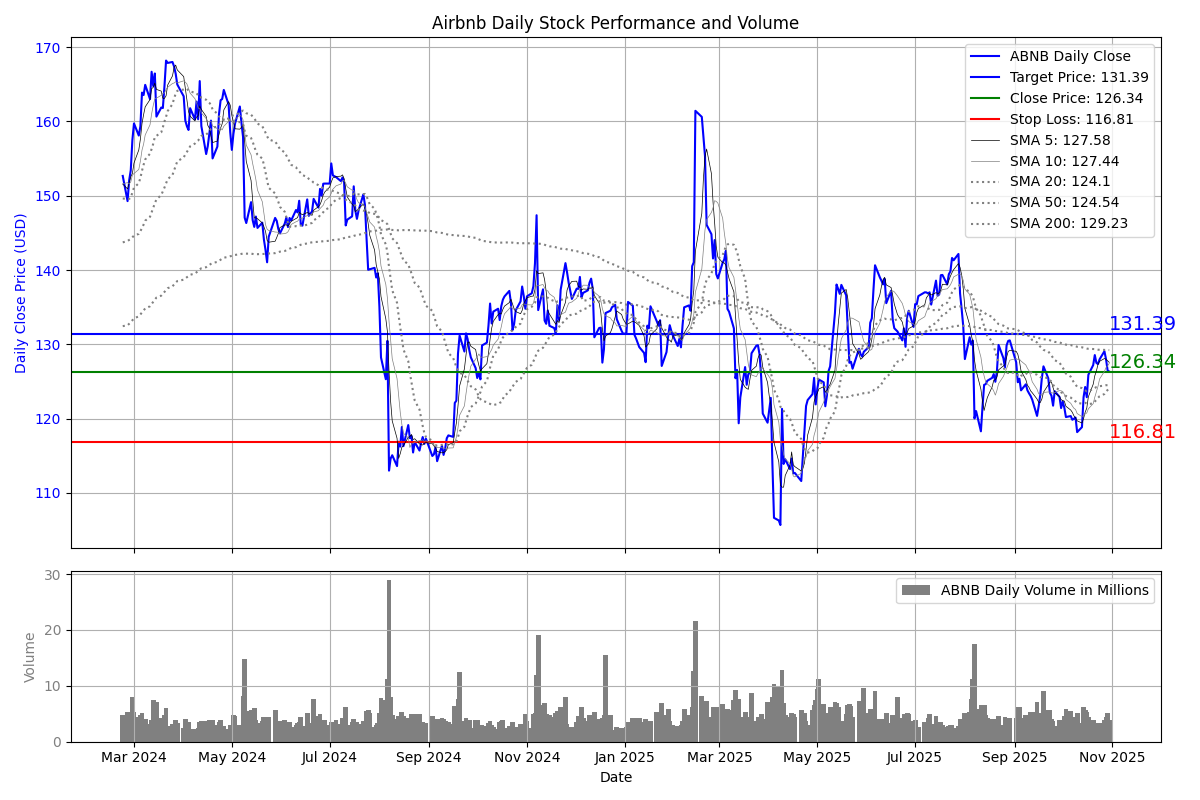 Airbnb Daily Stock Performance and Volume
170
160
150
140
130
120
110
Daily Close Price (USD)
ABNB Daily Close
Target Price: 131.39
Close Price: 126.34
Stop Loss: 116.81
SMA 5: 127.58
SMA 10: 127.44
SMA 20: 124.1
SMA 50: 124.54
SMA 200: 129.23
131.39
126.34
116.81
30
20
10
0
Volume
ABNB Daily Volume in Millions
Mar 2024 May 2024 Jul 2024 Sep 2024 Nov 2024 Jan 2025 Mar 2025 May 2025 Jul 2025 Sep 2025 Nov 2025
Date